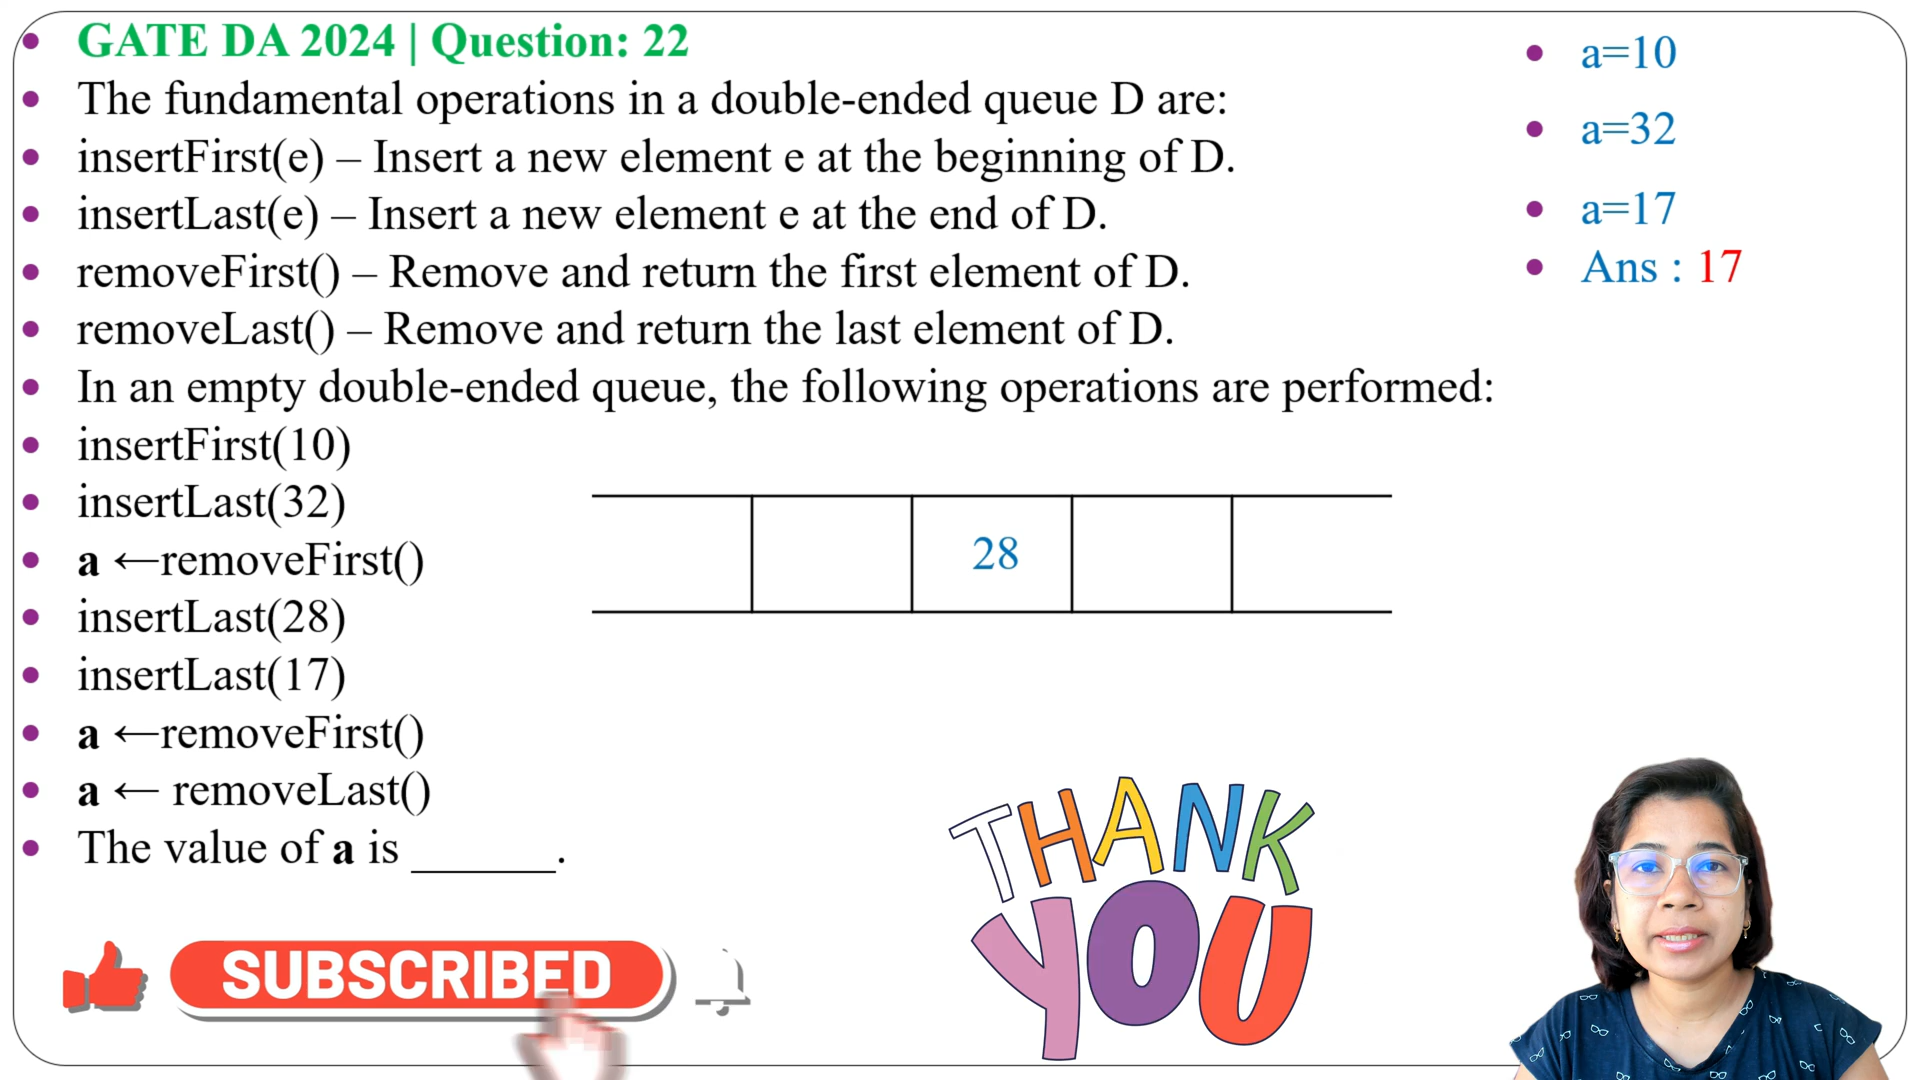 GATE DA 2024 | Question: 22
The fundamental operations in a double-ended queue D are:
insertFirst(e) – Insert a new element e at the beginning of D.
insertLast(e) – Insert a new element e at the end of D.
removeFirst() – Remove and return the first element of D.
removeLast() – Remove and return the last element of D.
In an empty double-ended queue, the following operations are performed:
insertFirst(10)
insertLast(32)
a ←removeFirst()
insertLast(28)
insertLast(17)
a ←removeFirst()
a ← removeLast()
The value of a is ______.
a=10
a=32
a=17
Ans : 17
28
THANK
YOU
SUBSCRIBED